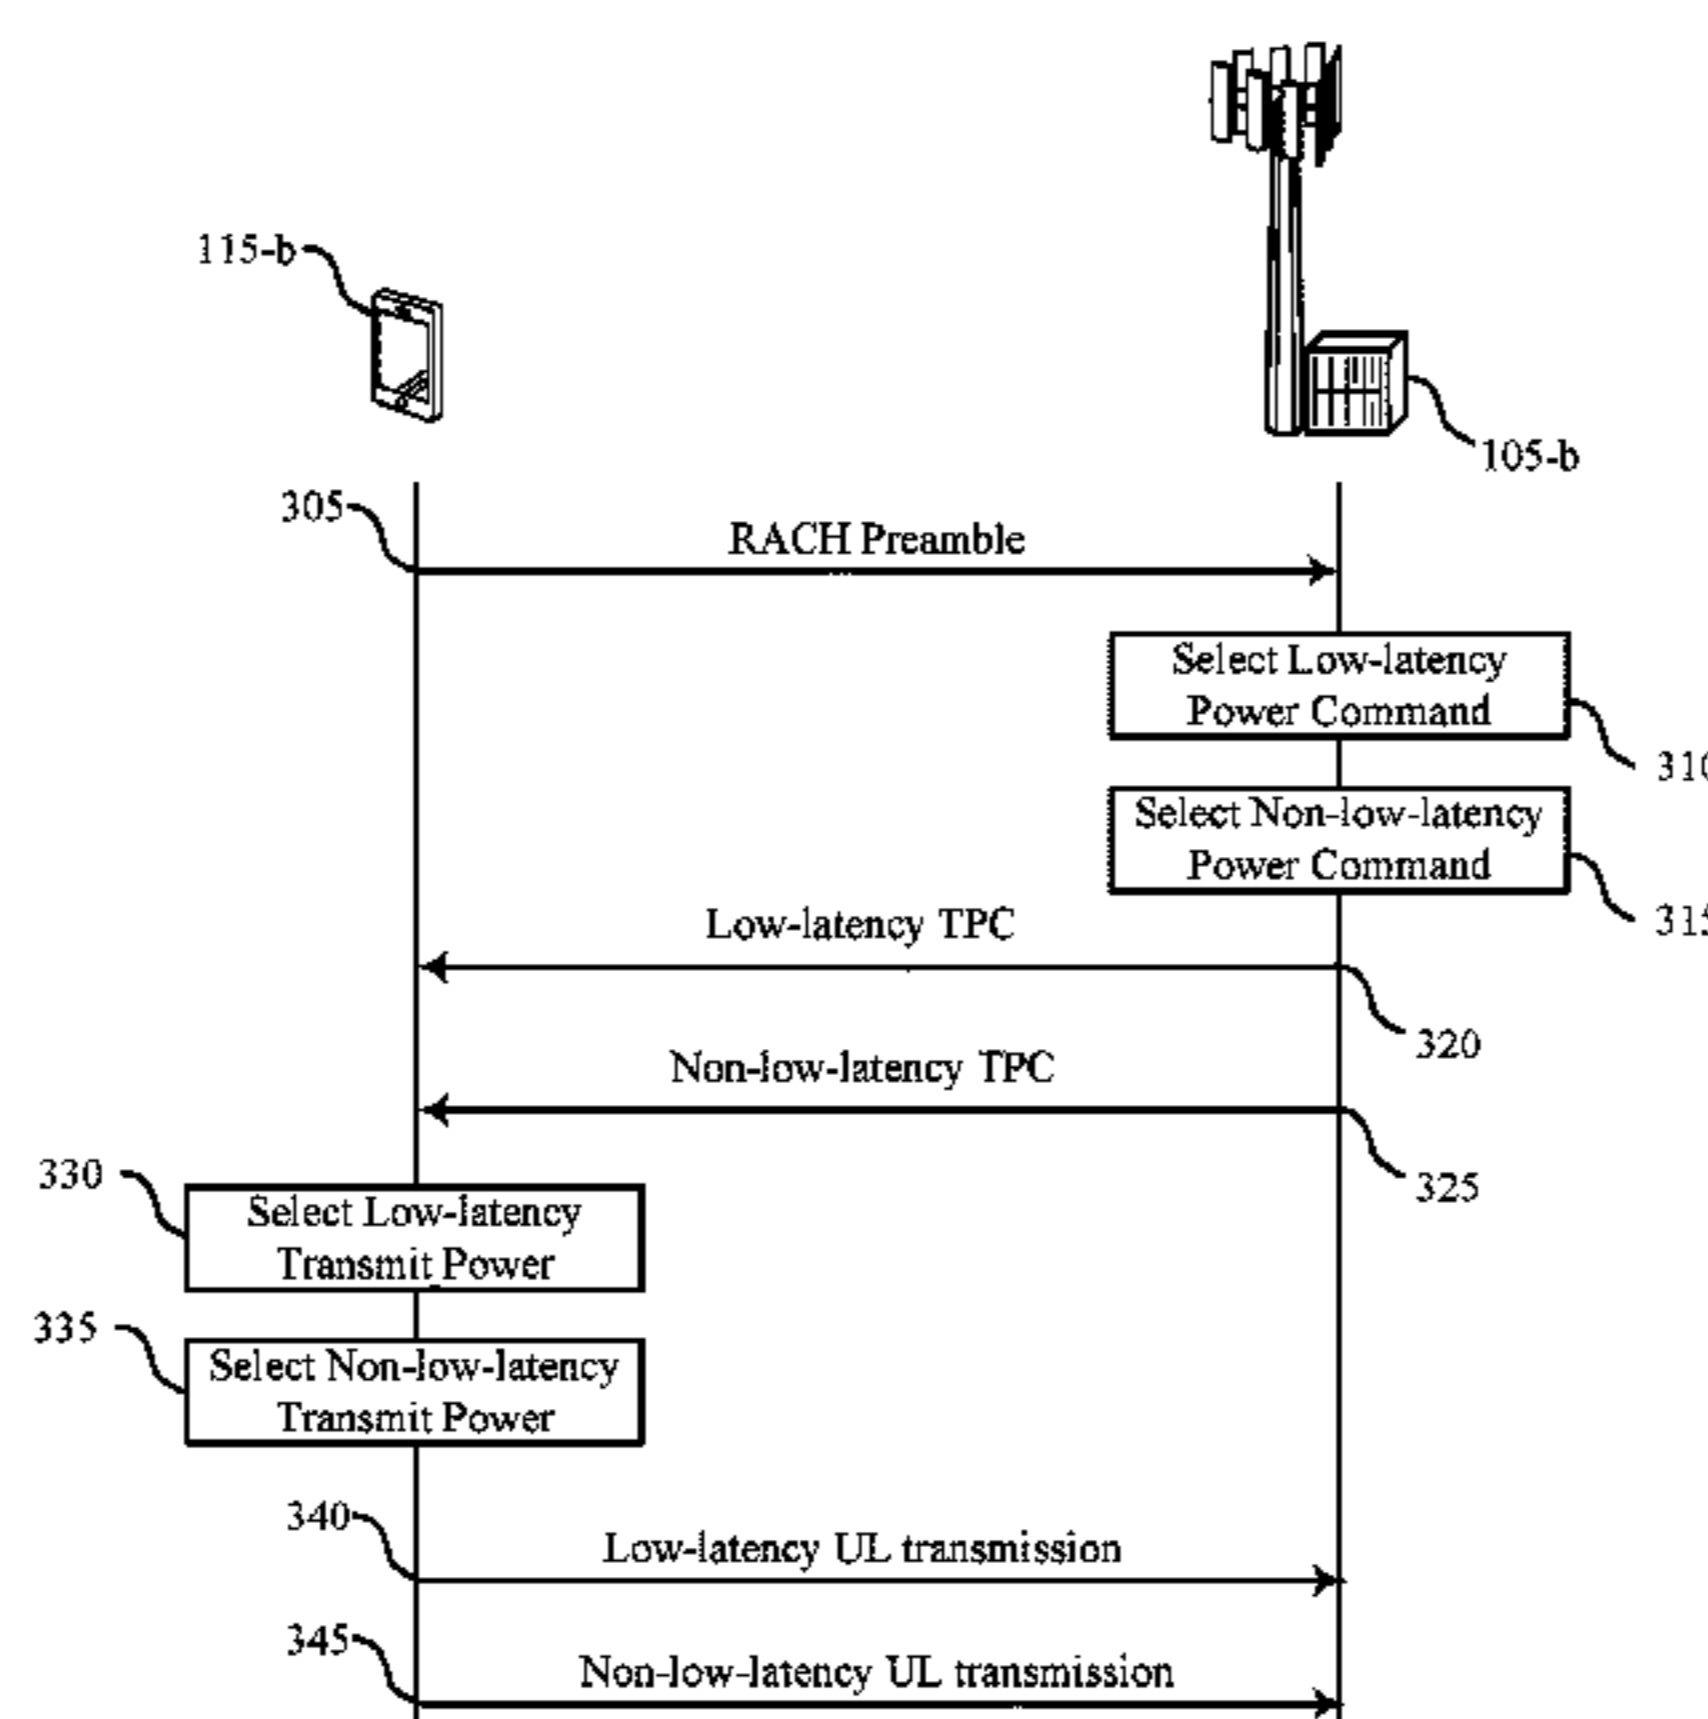 115-b
105-b
305
RACH Preamble
Select Low-latency
Power Command
310
Select Non-low-latency
Power Command
315
Low-latency TPC
320
Non-low-latency TPC
325
330
Select Low-latency
Transmit Power
335
Select Non-low-latency
Transmit Power
340
Low-latency UL transmission
345
Non-low-latency UL transmission